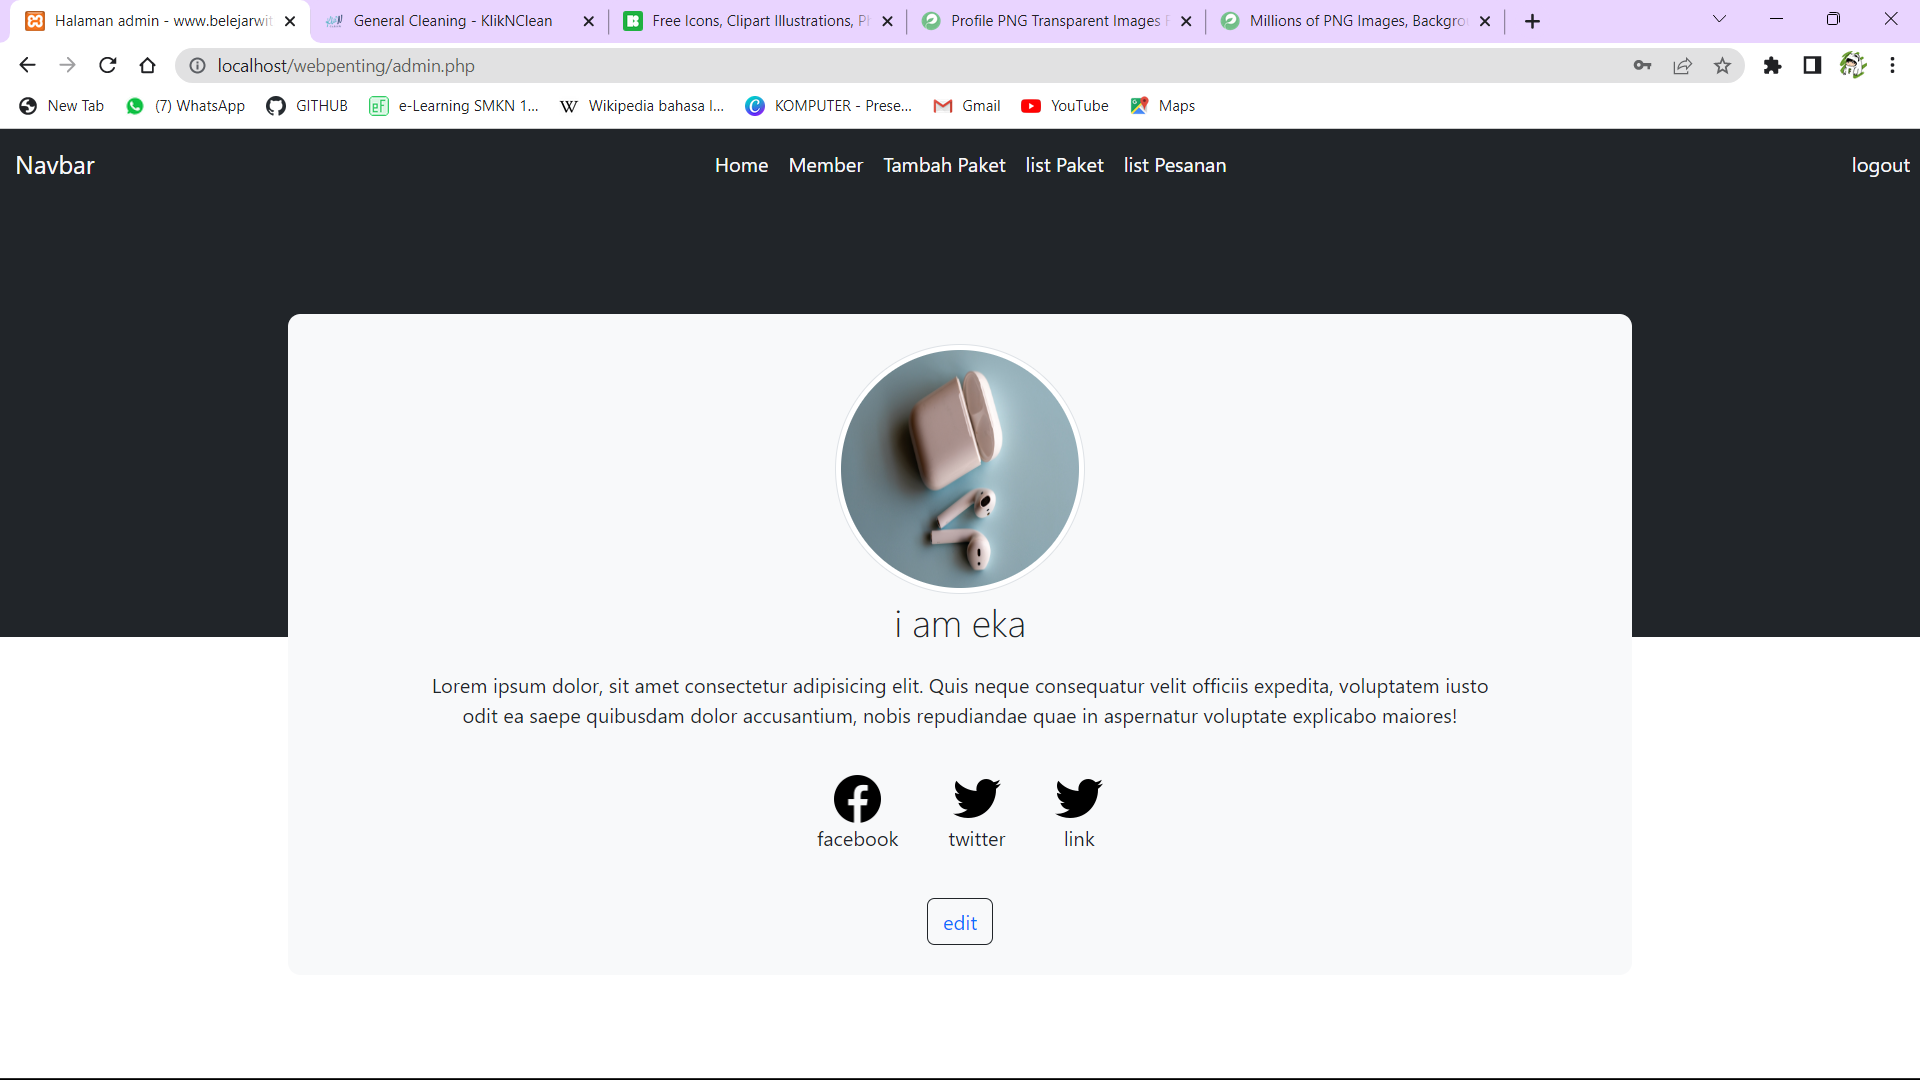 Halaman admin - www.belejarwit
General Cleaning - KlikNClean
Free Icons, Clipart Illustrations, Ph
Profile PNG Transparent Images F
Millions of PNG Images, Backgrou
localhost/webpenting/admin.php
New Tab
(7) WhatsApp
GITHUB
e-Learning SMKN 1...
Wikipedia bahasa I...
KOMPUTER - Prese...
Gmail
YouTube
Maps
Navbar
Home Member Tambah Paket list Paket list Pesanan
logout
i am eka
Lorem ipsum dolor, sit amet consectetur adipisicing elit. Quis neque consequatur velit officiis expedita, voluptatem iusto
odit ea saepe quibusdam dolor accusantium, nobis repudiandae quae in aspernatur voluptate explicabo maiores!
facebook
twitter
link
edit